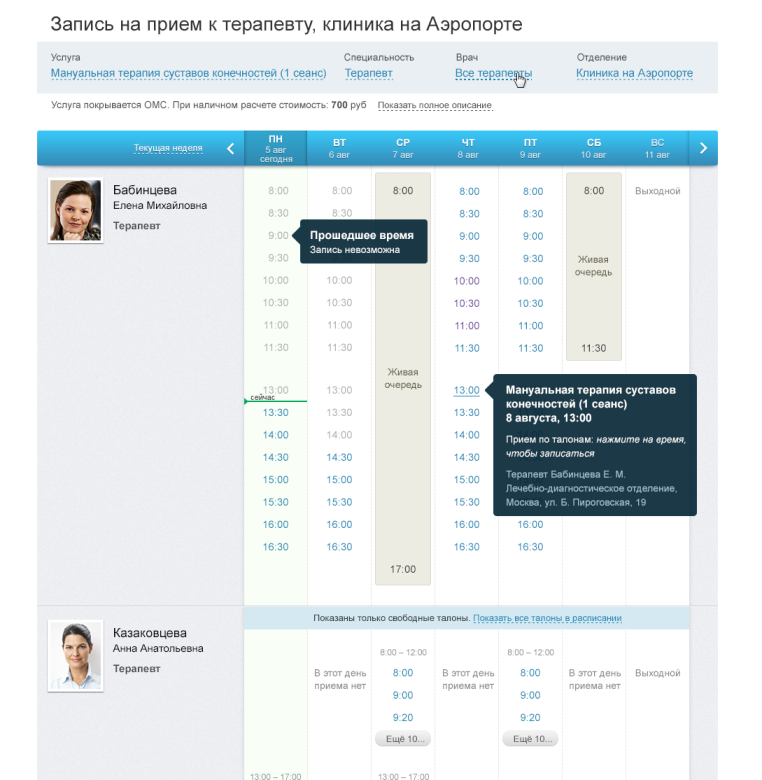 Запись на прием к терапевту, клиника на Аэропорте
Услуга Специальность Врач Отделение
Мануальная терапия суставов конечностей (1 сеанс) Терапевт Все терапевты Клиника на Аэропорте
Услуга покрывается ОМС. При наличном расчете стоимость: 700 руб Показать полное описание
Текущая неделя
ПН ВТ СР ЧТ ПТ СБ ВС
5 авг 6 авг 7 авг 8 авг 9 авг 10 авг 11 авг
сегодня
Бабинцева
Елена Михайловна
Терапевт
8:00 8:00 8:00 8:00 8:00 8:00 Выходной
8:30 8:30 8:30 8:30
9:00 9:00 9:00
Прошедшее время
Запись невозможна
9:30 9:30 9:30
Живая
очередь
10:00 10:00 10:00 10:00
10:30 10:30 10:30 10:30
11:00 11:00 11:00 11:00
11:30 11:30 11:30 11:30 11:30
Живая
очередь
13:00 13:00 13:00
сейчас
Мануальная терапия суставов
конечностей (1 сеанс)
8 августа, 13:00
Прием по талонам: нажмите на время,
чтобы записаться
Терапевт Бабинцева Е. М.
Лечебно-диагностическое отделение,
Москва, ул. Б. Пироговская, 19
13:30 13:30 13:30
14:00 14:00 14:00
14:30 14:30 14:30
15:00 15:00 15:00
15:30 15:30 15:30
16:00 16:00 16:00 16:00
16:30 16:30 16:30 16:30
17:00
Показаны только свободные талоны. Показать все талоны в расписании
Казаковцева
Анна Анатольевна
Терапевт
8:00 – 12:00 8:00 – 12:00
В этот день 8:00 В этот день 8:00 В этот день Выходной
приема нет приема нет приема нет
9:00 9:00
9:20 9:20
Ещё 10... Ещё 10...
13:00 – 17:00 13:00 – 17:00